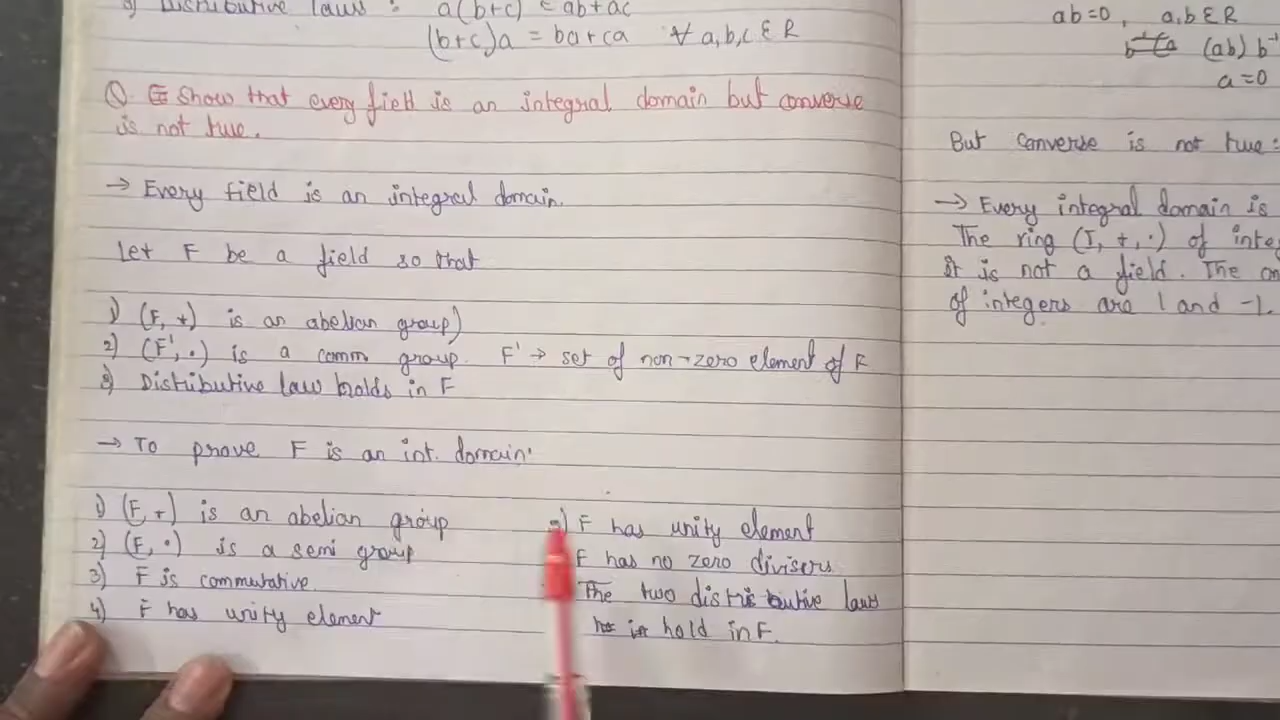 Distributive laws : a(b+c) = ab+ac
(b+c)a = ba+ca ∀ a,b,c ∈ R
Q Show that every field is an integral domain but converse
is not true.
→ Every field is an integral domain.
Let F be a field so that
1) (F, +) is an abelian group)
2) (F', .) is a comm group. F' → set of non-zero element of F
3) Distributive law holds in F
→ To prove F is an int. domain.
1) (F, +) is an abelian group
2) (F, .) is a semi group
3) F is commutative.
4) F has unity element
F has unity element
F has no zero divisers
The two distributive laws
hold in F.
ab=0, a,b ∈ R
(ab) b⁻¹
a=0
But converse is not true:
→ Every integral domain is
The ring (I, +, .) of
it is not a field. The
of integers are 1 and -1.